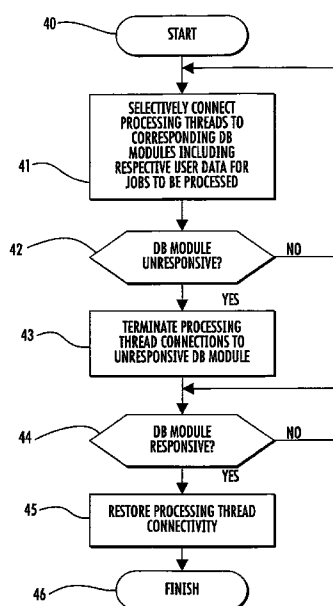 40
START
SELECTIVELY CONNECT
PROCESSING THREADS TO
CORRESPONDING DB
MODULES INCLUDING
RESPECTIVE USER DATA FOR
JOBS TO BE PROCESSED
41
42
DB MODULE
UNRESPONSIVE?
NO
YES
43
TERMINATE PROCESSING
THREAD CONNECTIONS TO
UNRESPONSIVE DB MODULE
44
DB MODULE
RESPONSIVE?
NO
YES
45
RESTORE PROCESSING THREAD
CONNECTIVITY
46
FINISH